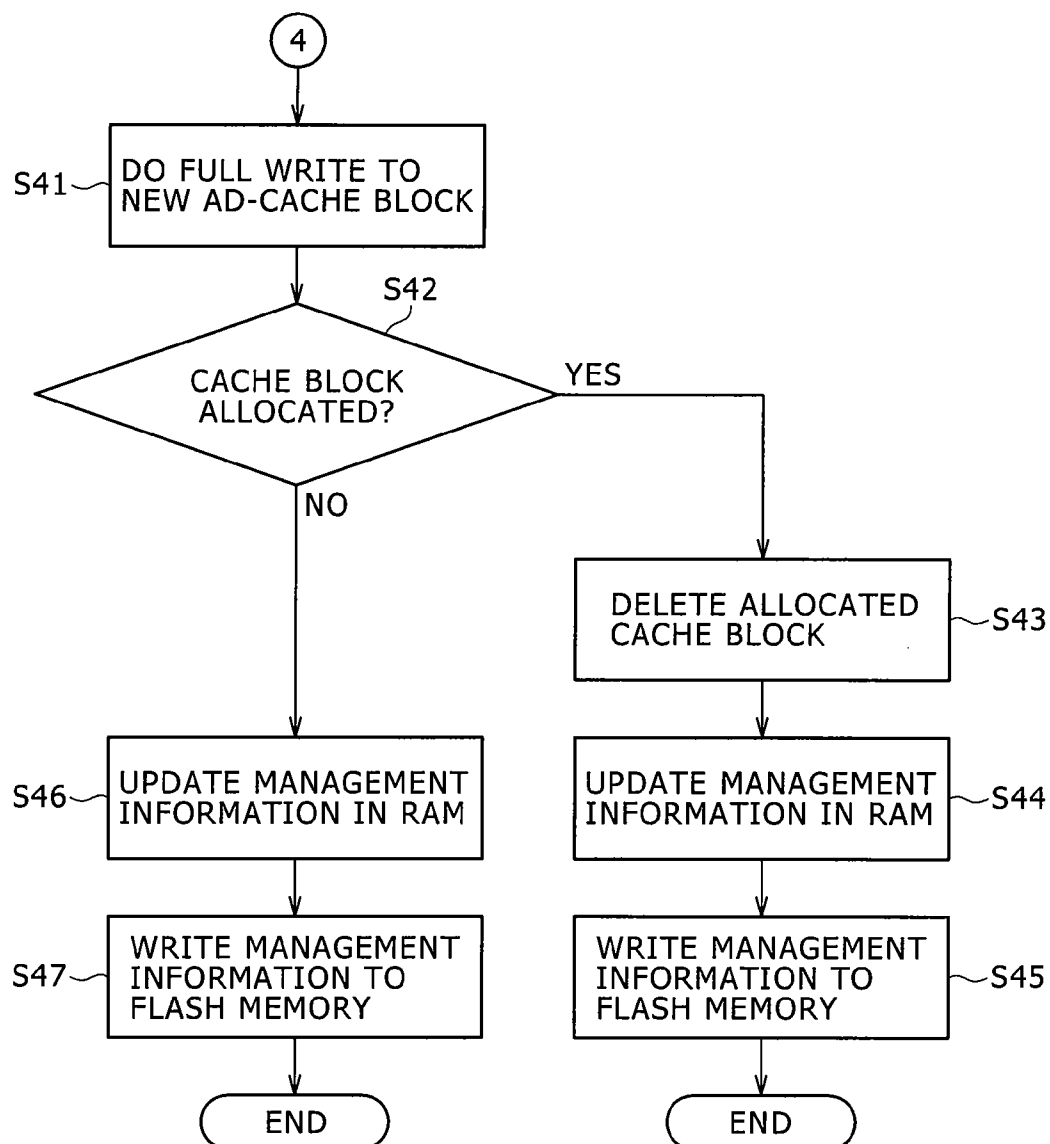 4
S41
DO FULL WRITE TO
NEW AD-CACHE BLOCK
S42
CACHE BLOCK
ALLOCATED?
YES
NO
DELETE ALLOCATED
CACHE BLOCK
S43
S46
UPDATE MANAGEMENT
INFORMATION IN RAM
UPDATE MANAGEMENT
INFORMATION IN RAM
S44
S47
WRITE MANAGEMENT
INFORMATION TO
FLASH MEMORY
WRITE MANAGEMENT
INFORMATION TO
FLASH MEMORY
S45
END
END